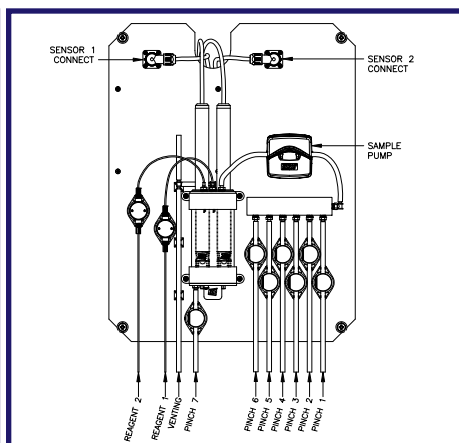 SENSOR 1
CONNECT
SENSOR 2
CONNECT
SAMPLE
PUMP
REAGENT 2
REAGENT 1
VENTING
PINCH 7
PINCH 6
PINCH 5
PINCH 4
PINCH 3
PINCH 2
PINCH 1